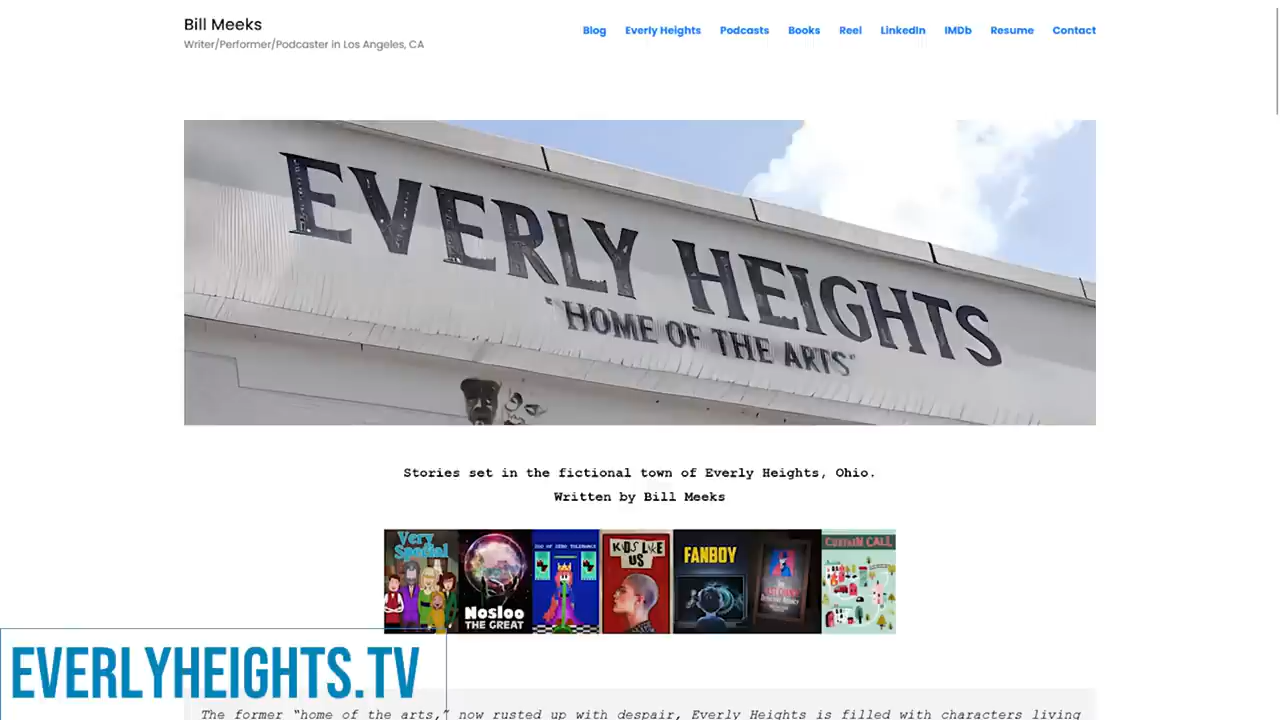 Bill Meeks
Writer/Performer/Podcaster in Los Angeles, CA
Blog Everly Heights Podcasts Books Reel LinkedIn IMDb Resume Contact
EVERLY HEIGHTS
"HOME OF THE ARTS"
Stories set in the fictional town of Everly Heights, Ohio.
Written by Bill Meeks
Very
Special
Nosloo
THE GREAT
ZERO TOLERANCE
KIDS LIKE
US
FANBOY
CURTAIN CALL
EVERLYHEIGHTS.TV
The former “home of the arts,” now rusted up with despair, Everly Heights is filled with characters living